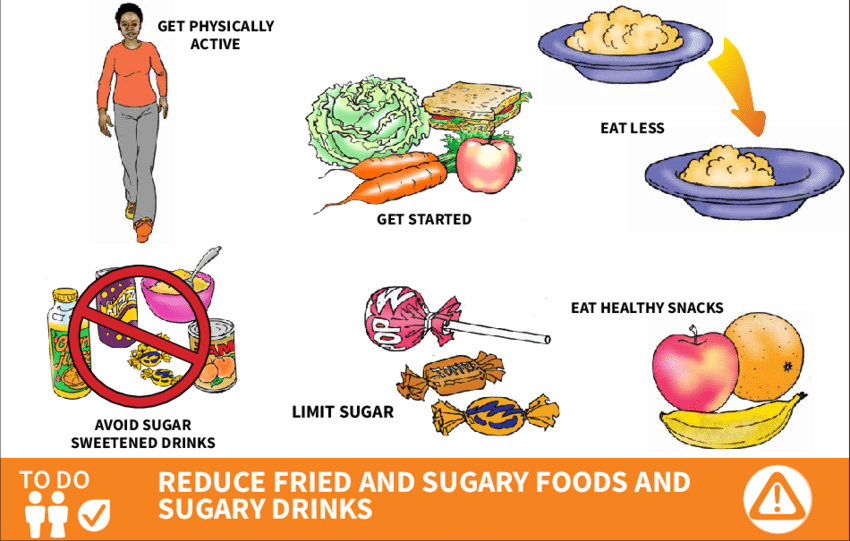 GET PHYSICALLY
ACTIVE
EAT LESS
GET STARTED
AVOID SUGAR
SWEETENED DRINKS
LIMIT SUGAR
EAT HEALTHY SNACKS
TO DO
REDUCE FRIED AND SUGARY FOODS AND
SUGARY DRINKS